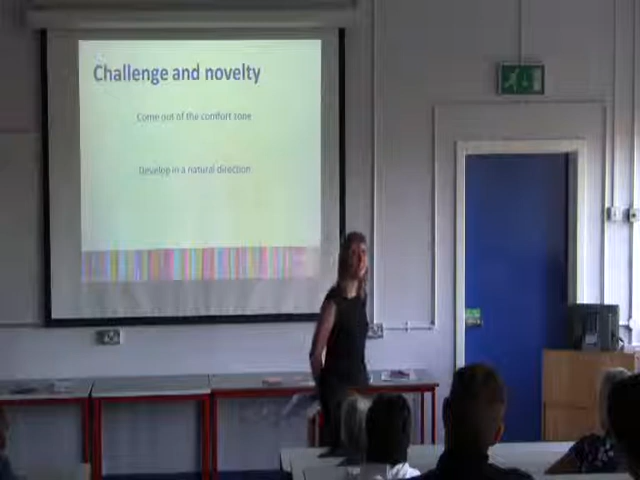 Challenge and novelty
Come out of the comfort zone
Develop in a natural direction